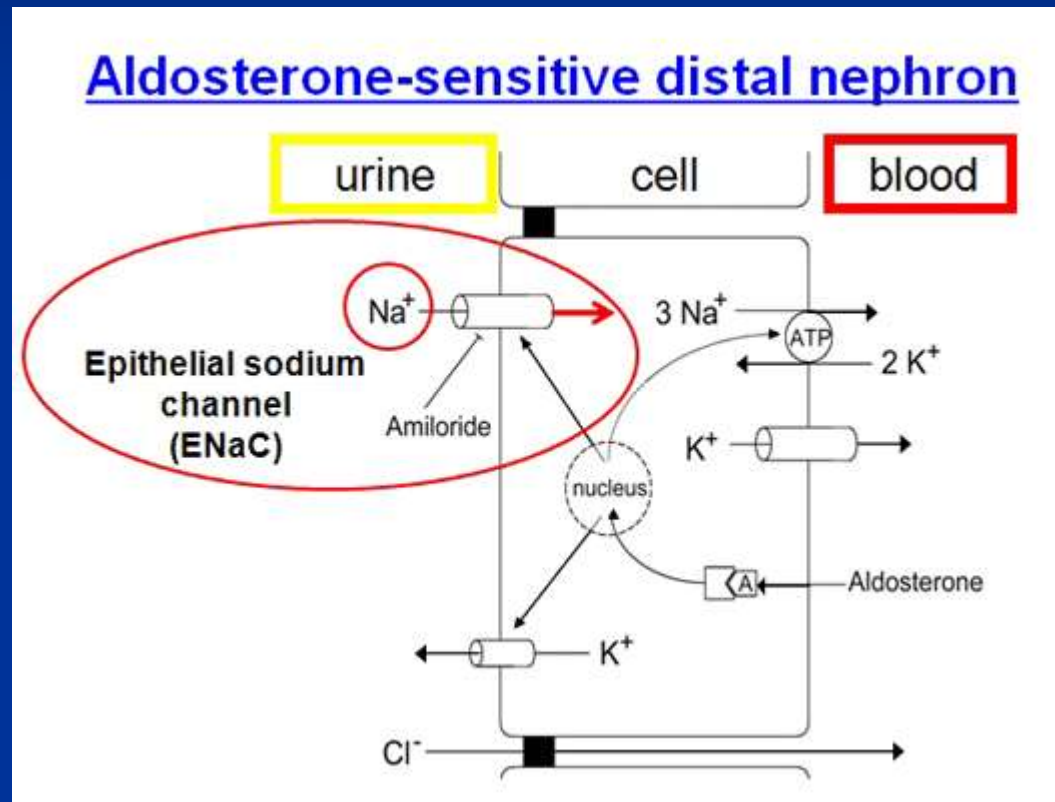 Aldosterone-sensitive distal nephron
urine
cell
blood
Na⁺
3 Na⁺
ATP
2 K⁺
Epithelial sodium
channel
(ENaC)
Amiloride
K⁺
nucleus
A
Aldosterone
K⁺
Cl⁻